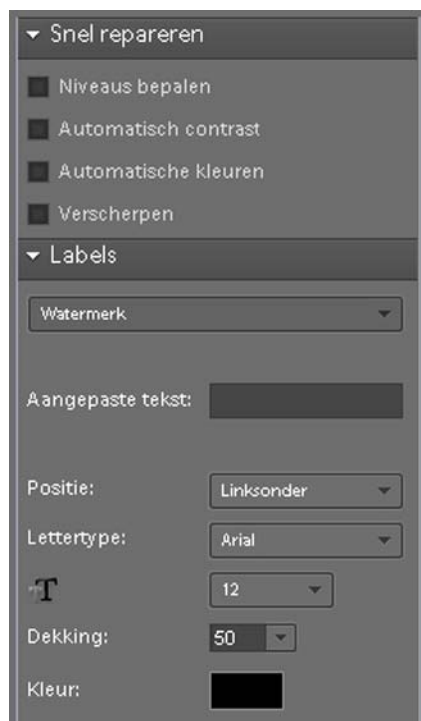 Snel repareren
Niveaus bepalen
Automatisch contrast
Automatische kleuren
Verscherpen
Labels
Watermerk
Aangepaste tekst:
Positie: Linksonder
Lettertype: Arial
T 12
Dekking: 50
Kleur: